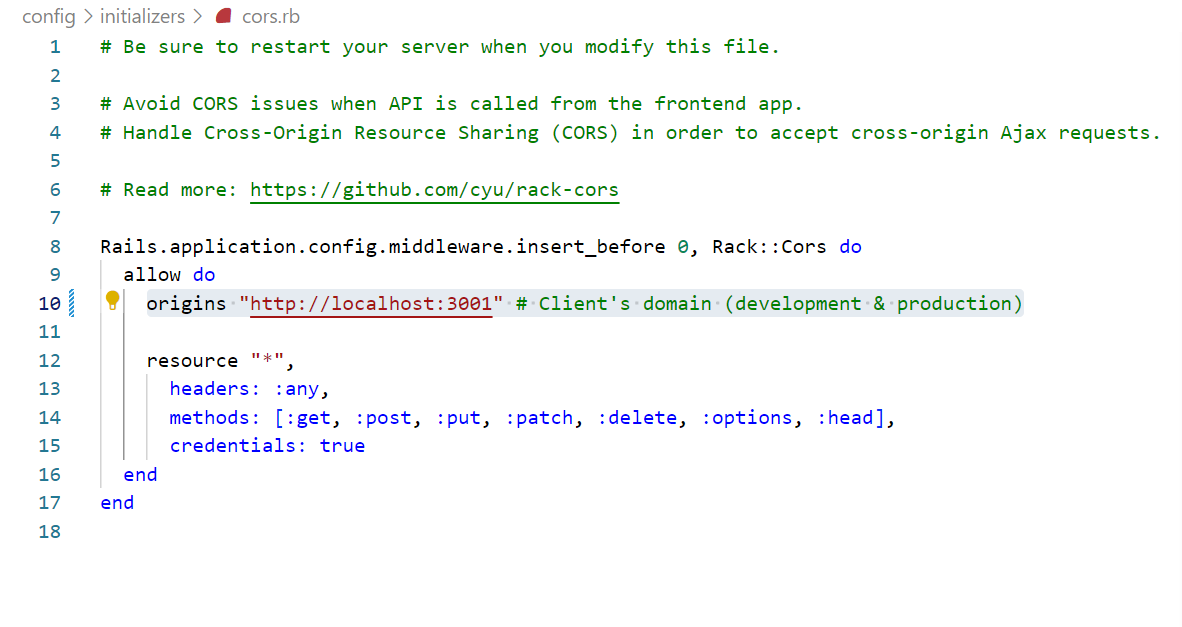 config > initializers > cors.rb
1 # Be sure to restart your server when you modify this file.
2
3 # Avoid CORS issues when API is called from the frontend app.
4 # Handle Cross-Origin Resource Sharing (CORS) in order to accept cross-origin Ajax requests.
5
6 # Read more: https://github.com/cyu/rack-cors
7
8 Rails.application.config.middleware.insert_before 0, Rack::Cors do
9   allow do
10     origins "http://localhost:3001" # Client's domain (development & production)
11
12     resource "*",
13       headers: :any,
14       methods: [:get, :post, :put, :patch, :delete, :options, :head],
15       credentials: true
16   end
17 end
18